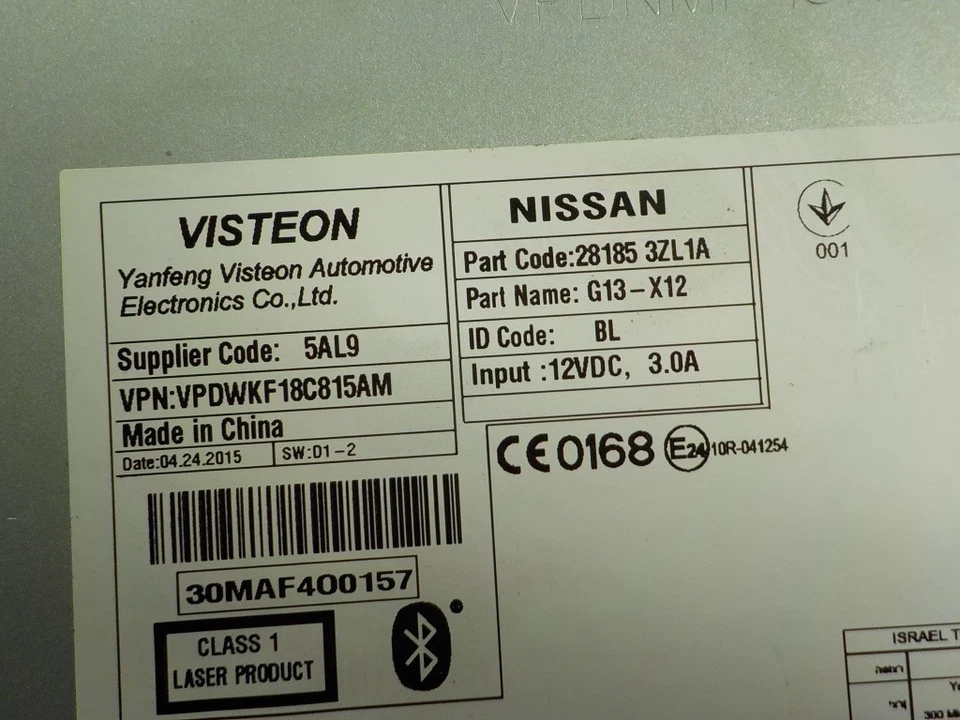 VISTEON
Yanfeng Visteon Automotive
Electronics Co.,Ltd.
Supplier Code: 5AL9
VPN:VPDWKF18C815AM
Made in China
Date:04.24.2015 SW:D1-2
30MAF400157
CLASS 1
LASER PRODUCT
NISSAN
Part Code:28185 3ZL1A
Part Name: G13-X12
ID Code: BL
Input :12VDC, 3.0A
CE0168 E24 10R-041254
001
ISRAEL